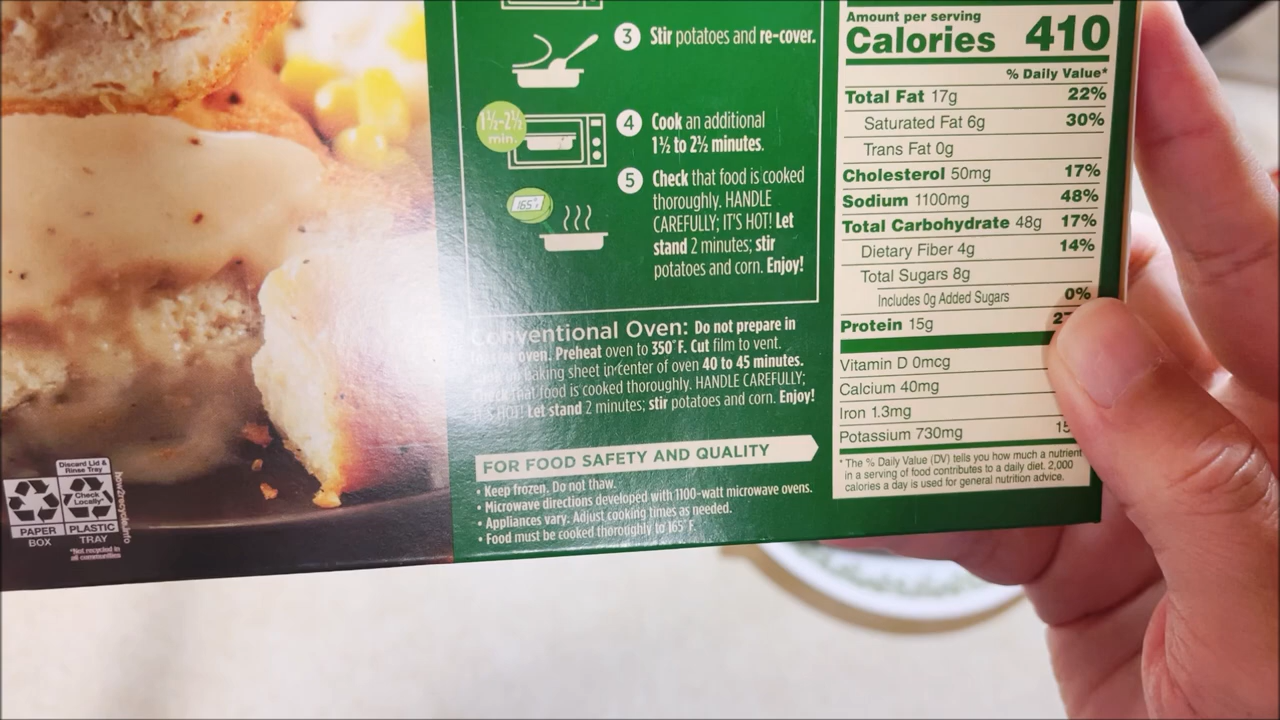 3 Stir potatoes and re-cover.
1½-2½
min.
4 Cook an additional
1½ to 2½ minutes.
165°F
5 Check that food is cooked
thoroughly. HANDLE
CAREFULLY; IT'S HOT! Let
stand 2 minutes; stir
potatoes and corn. Enjoy!
Conventional Oven: Do not prepare in
toaster oven. Preheat oven to 350°F. Cut film to vent.
Cook on baking sheet in center of oven 40 to 45 minutes.
Check that food is cooked thoroughly. HANDLE CAREFULLY;
IT'S HOT! Let stand 2 minutes; stir potatoes and corn. Enjoy!
FOR FOOD SAFETY AND QUALITY
• Keep frozen. Do not thaw.
• Microwave directions developed with 1100-watt microwave ovens.
• Appliances vary. Adjust cooking times as needed.
• Food must be cooked thoroughly to 165°F.
Amount per serving
Calories 410
% Daily Value*
Total Fat 17g 22%
Saturated Fat 6g 30%
Trans Fat 0g
Cholesterol 50mg 17%
Sodium 1100mg 48%
Total Carbohydrate 48g 17%
Dietary Fiber 4g 14%
Total Sugars 8g
Includes 0g Added Sugars 0%
Protein 15g
Vitamin D 0mcg
Calcium 40mg
Iron 1.3mg
Potassium 730mg 15
* The % Daily Value (DV) tells you how much a nutrient
in a serving of food contributes to a daily diet. 2,000
calories a day is used for general nutrition advice.
Discard Lid &
Rinse Tray
Check
Locally*
PAPER PLASTIC
BOX TRAY
*Not recycled in
all communities
how2recycle.info